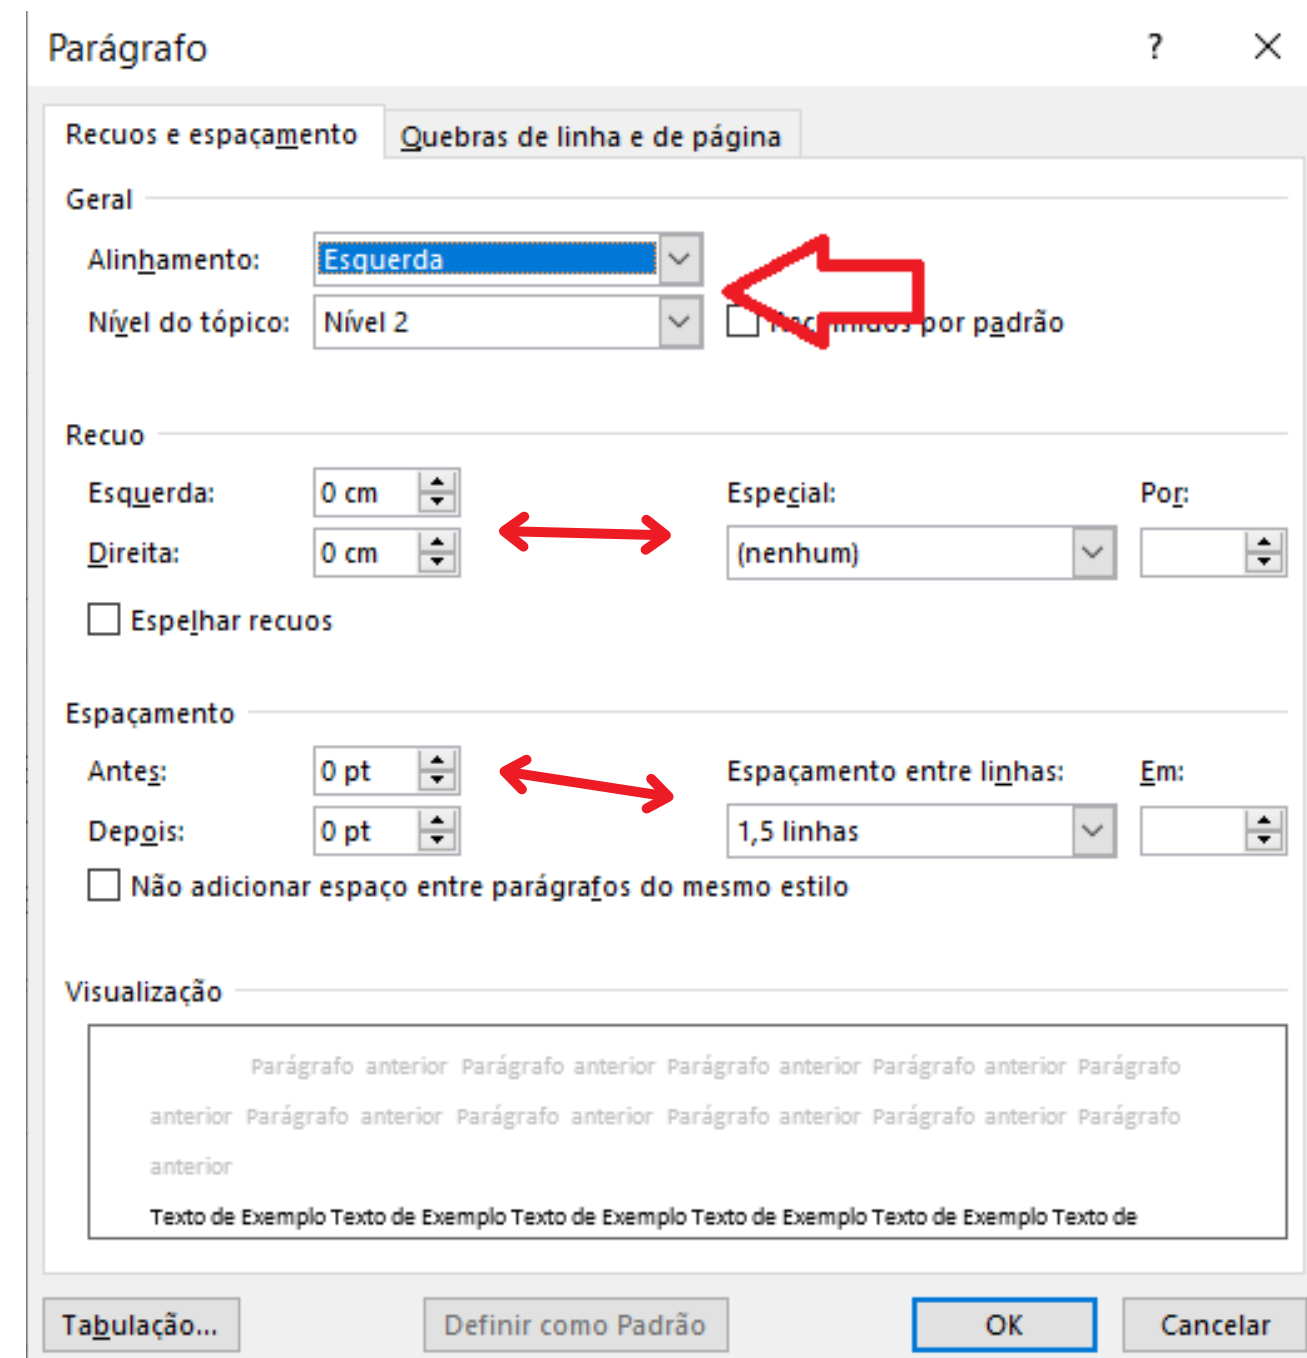 Parágrafo ?
Recuos e espaçamento Quebras de linha e de página
Geral
Alinhamento: Esquerda
Nível do tópico: Nível 2 por padrão
Recuo
Esquerda: 0 cm Especial: Por:
Direita: 0 cm (nenhum)
Espelhar recuos
Espaçamento
Antes: 0 pt Espaçamento entre linhas: Em:
Depois: 0 pt 1,5 linhas
Não adicionar espaço entre parágrafos do mesmo estilo
Visualização
Parágrafo anterior Parágrafo anterior Parágrafo anterior Parágrafo anterior Parágrafo
anterior Parágrafo anterior Parágrafo anterior Parágrafo anterior Parágrafo anterior Parágrafo
anterior
Texto de Exemplo Texto de Exemplo Texto de Exemplo Texto de Exemplo Texto de Exemplo Texto de
Tabulação... Definir como Padrão OK Cancelar